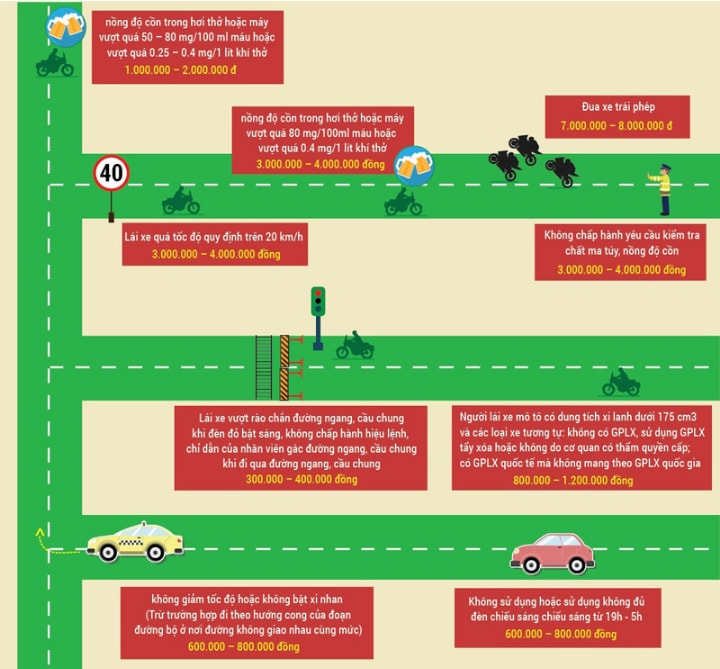 nồng độ cồn trong hơi thở hoặc máy
vượt quá 50 – 80 mg/100 ml máu hoặc
vượt quá 0.25 – 0.4 mg/1 lít khí thở
1.000.000 – 2.000.000 đ
nồng độ cồn trong hơi thở hoặc máy
vượt quá 80 mg/100ml máu hoặc
vượt quá 0.4 mg/1 lít khí thở
3.000.000 – 4.000.000 đồng
Đua xe trái phép
7.000.000 – 8.000.000 đ
40
Lái xe quá tốc độ quy định trên 20 km/h
3.000.000 – 4.000.000 đồng
Không chấp hành yêu cầu kiểm tra
chất ma túy, nồng độ cồn
3.000.000 – 4.000.000 đồng
Lái xe vượt rào chắn đường ngang, cầu chung
khi đèn đỏ bật sáng, không chấp hành hiệu lệnh,
chỉ dẫn của nhân viên gác đường ngang, cầu chung
khi đi qua đường ngang, cầu chung
300.000 – 400.000 đồng
Người lái xe mô tô có dung tích xi lanh dưới 175 cm3
và các loại xe tương tự: không có GPLX, sử dụng GPLX
tẩy xóa hoặc không do cơ quan có thẩm quyền cấp;
có GPLX quốc tế mà không mang theo GPLX quốc gia
800.000 – 1.200.000 đồng
không giảm tốc độ hoặc không bật xi nhan
(Trừ trường hợp đi theo hướng cong của đoạn
đường bộ ở nơi đường không giao nhau cùng mức)
600.000 – 800.000 đồng
Không sử dụng hoặc sử dụng không đủ
đèn chiếu sáng chiếu sáng từ 19h - 5h
600.000 – 800.000 đồng